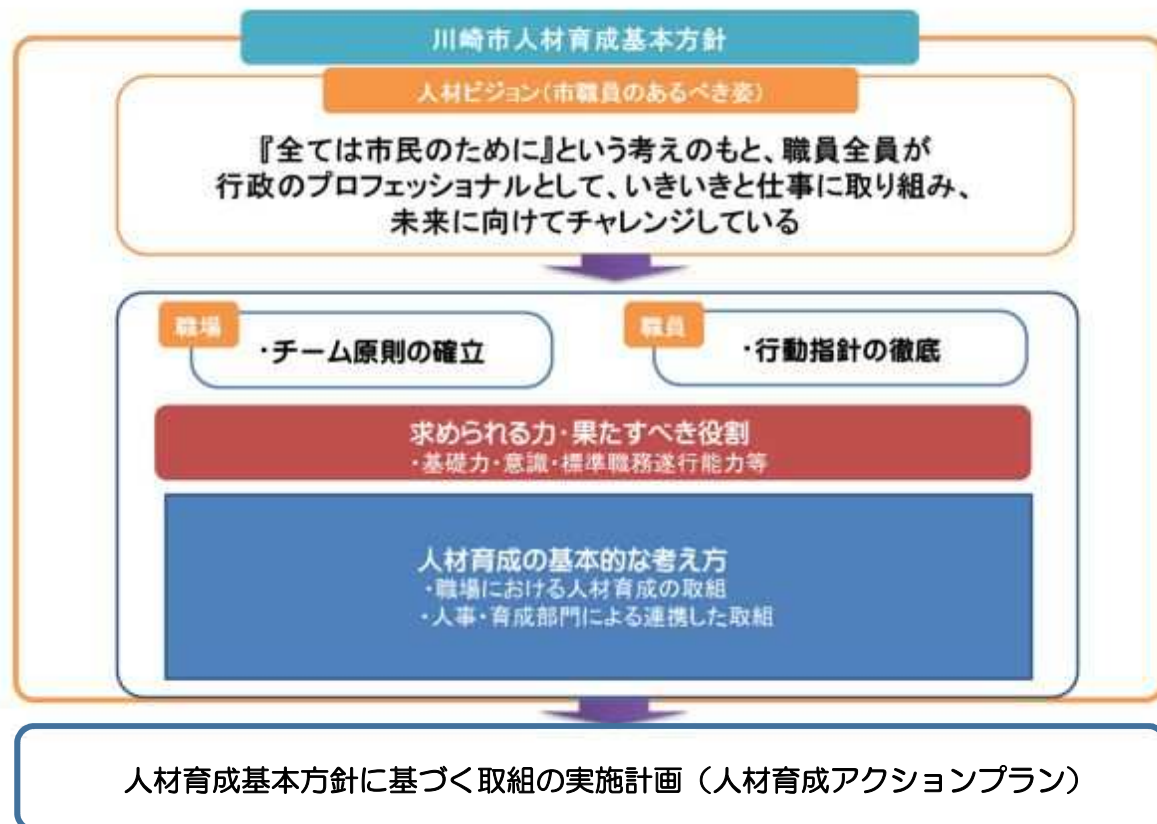 川崎市人材育成基本方針
人材ビジョン(市職員のあるべき姿)
『全ては市民のために』という考えのもと、職員全員が
行政のプロフェッショナルとして、いきいきと仕事に取り組み、
未来に向けてチャレンジしている
職場
・チーム原則の確立
職員
・行動指針の徹底
求められる力・果たすべき役割
・基礎力・意識・標準職務遂行能力等
人材育成の基本的な考え方
・職場における人材育成の取組
・人事・育成部門による連携した取組
人材育成基本方針に基づく取組の実施計画（人材育成アクションプラン）